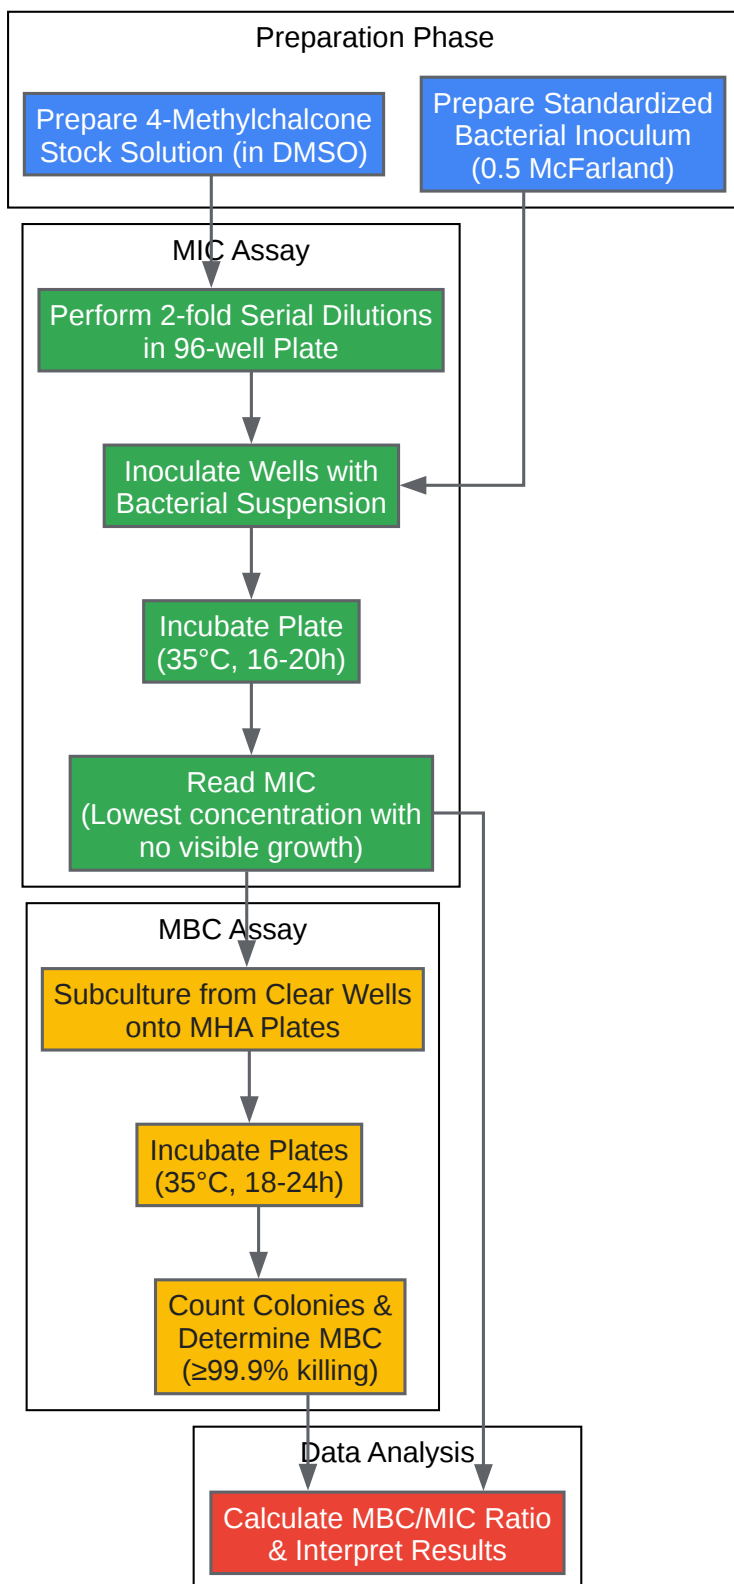 Preparation Phase
Prepare 4-Methylchalcone
Stock Solution (in DMSO)
Prepare Standardized
Bacterial Inoculum
(0.5 McFarland)
MIC Assay
Perform 2-fold Serial Dilutions
in 96-well Plate
Inoculate Wells with
Bacterial Suspension
Incubate Plate
(35°C, 16-20h)
Read MIC
(Lowest concentration with
no visible growth)
MBC Assay
Subculture from Clear Wells
onto MHA Plates
Incubate Plates
(35°C, 18-24h)
Count Colonies &
Determine MBC
(≥99.9% killing)
Data Analysis
Calculate MBC/MIC Ratio
& Interpret Results